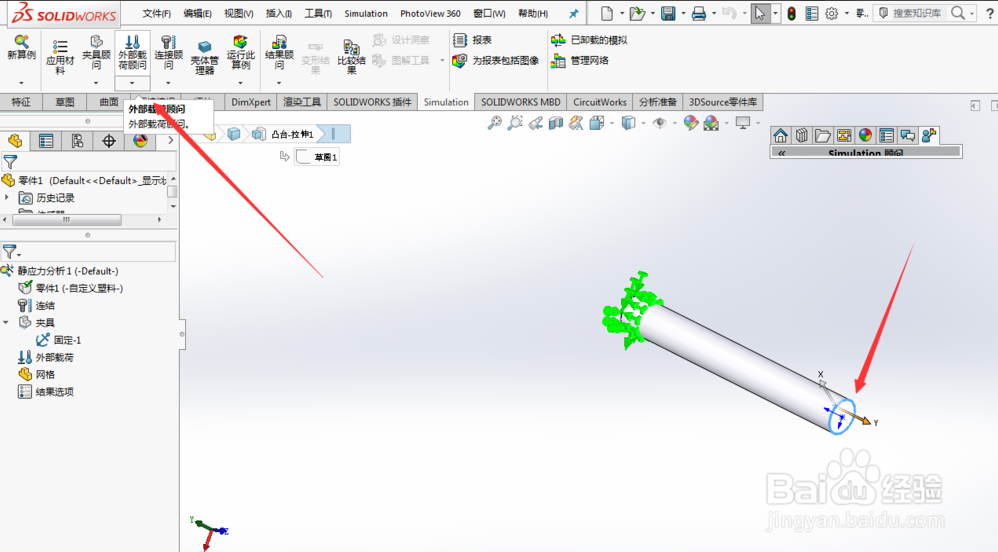 SOLIDWORKS 文件(F) 编辑(E) 视图(V) 插入(I) 工具(T) Simulation PhotoView 360 窗口(W) 帮助(H) 零.. 搜索知识库 ?
新算例 应用材料 夹具顾问 外部载荷顾问 连接顾问 壳体管理器 运行此算例 结果顾问 变形结果 比较结果
设计洞察 报表 已卸载的模拟
图解工具 为报表包括图像 管理网络
特征 草图 曲面 DimXpert 渲染工具 SOLIDWORKS 插件 Simulation SOLIDWORKS MBD CircuitWorks 分析准备 3DSource零件库
外部载荷顾问
外部载荷顾问。
凸台-拉伸1
草图1
Simulation 顾问
零件1 (Default<<Default>_显示状
历史记录
静应力分析 1 (-Default-)
零件1 (-自定义塑料-)
连结
夹具
固定-1
外部载荷
网格
结果选项
X
Y
Y
Z
Baidu 经验
jingyan.baidu.com